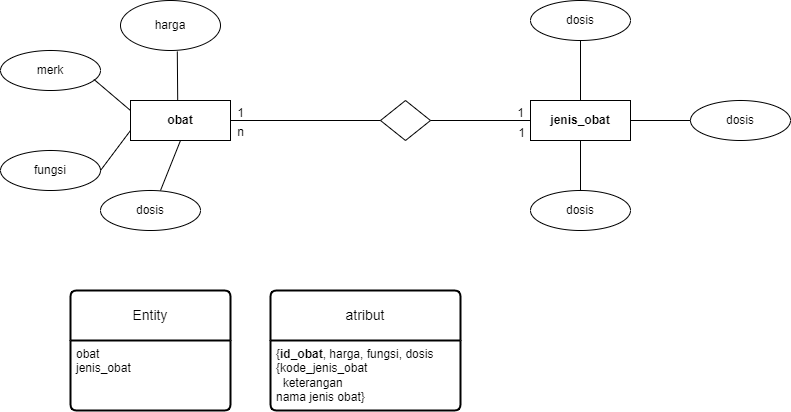 harga
dosis
merk
obat
1
n
1
1
jenis_obat
dosis
fungsi
dosis
dosis
Entity
obat
jenis_obat
atribut
{id_obat, harga, fungsi, dosis
{kode_jenis_obat
keterangan
nama jenis obat}